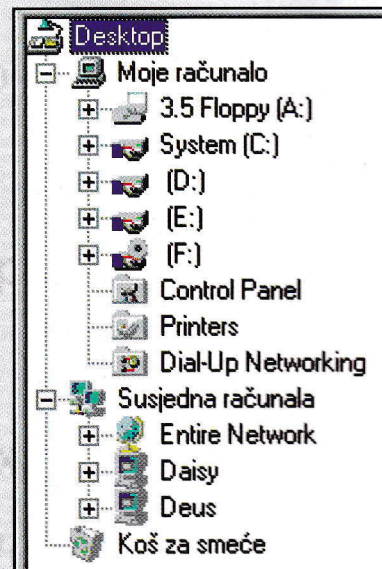 Desktop
Moje računalo
3.5 Floppy (A:)
System (C:)
(D:)
(E:)
(F:)
Control Panel
Printers
Dial-Up Networking
Susjedna računala
Entire Network
Daisy
Deus
Koš za smeće